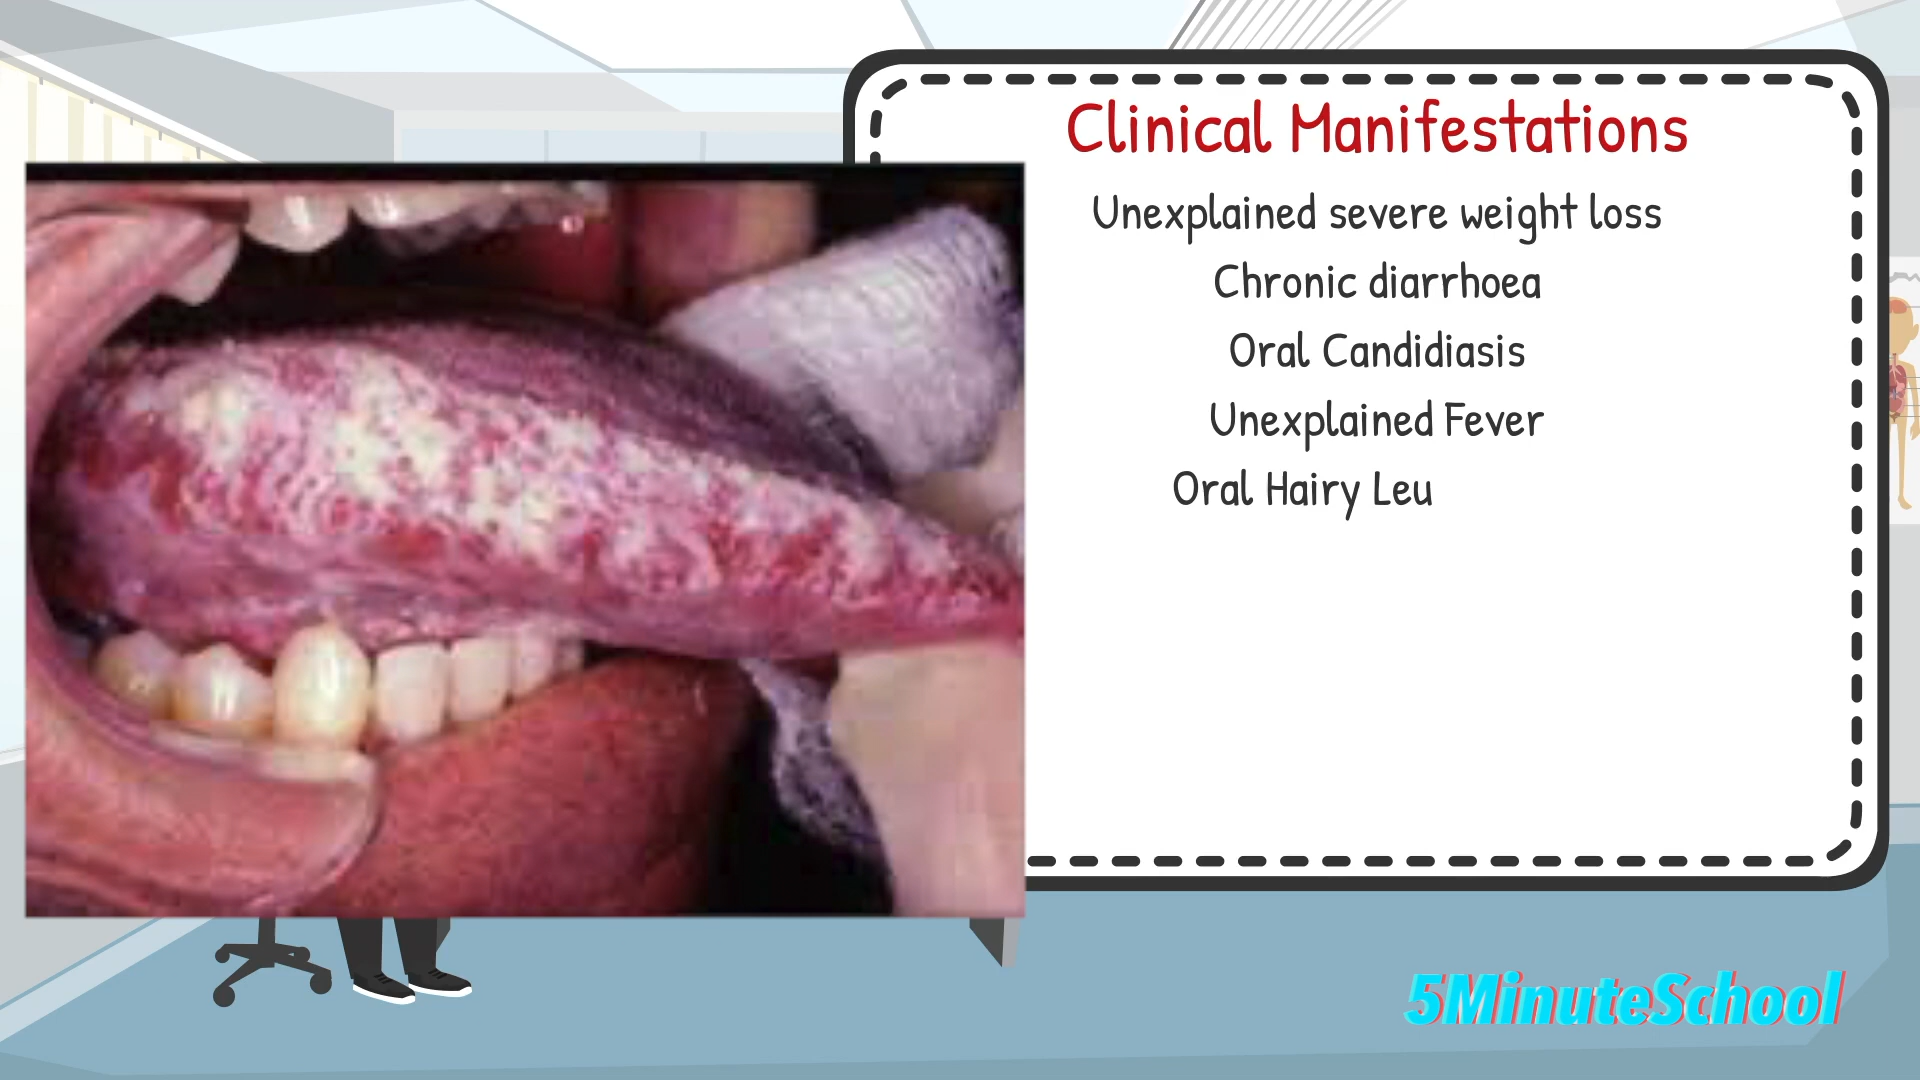 Clinical Manifestations
Unexplained severe weight loss
Chronic diarrhoea
Oral Candidiasis
Unexplained Fever
Oral Hairy Leu
5MinuteSchool